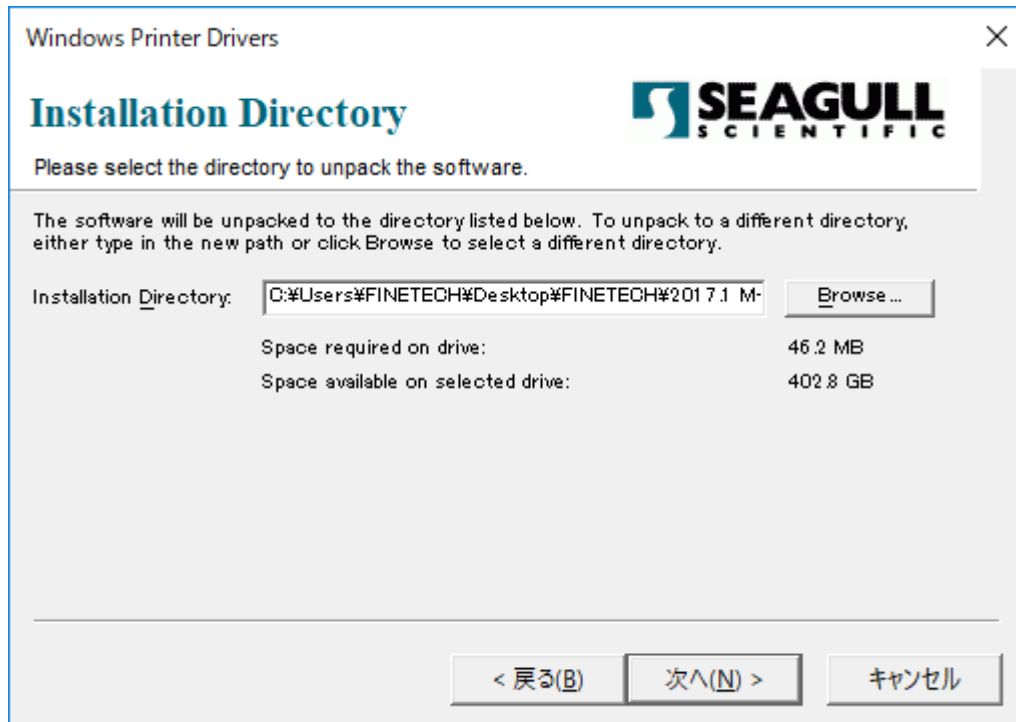 Windows Printer Drivers
Installation Directory
SEAGULL
SCIENTIFIC
Please select the directory to unpack the software.
The software will be unpacked to the directory listed below. To unpack to a different directory,
either type in the new path or click Browse to select a different directory.
Installation Directory: C:¥Users¥FINETECH¥Desktop¥FINETECH¥2017.1 M- Browse...
Space required on drive: 46.2 MB
Space available on selected drive: 402.8 GB
< 戻る(B) 次へ(N) > キャンセル